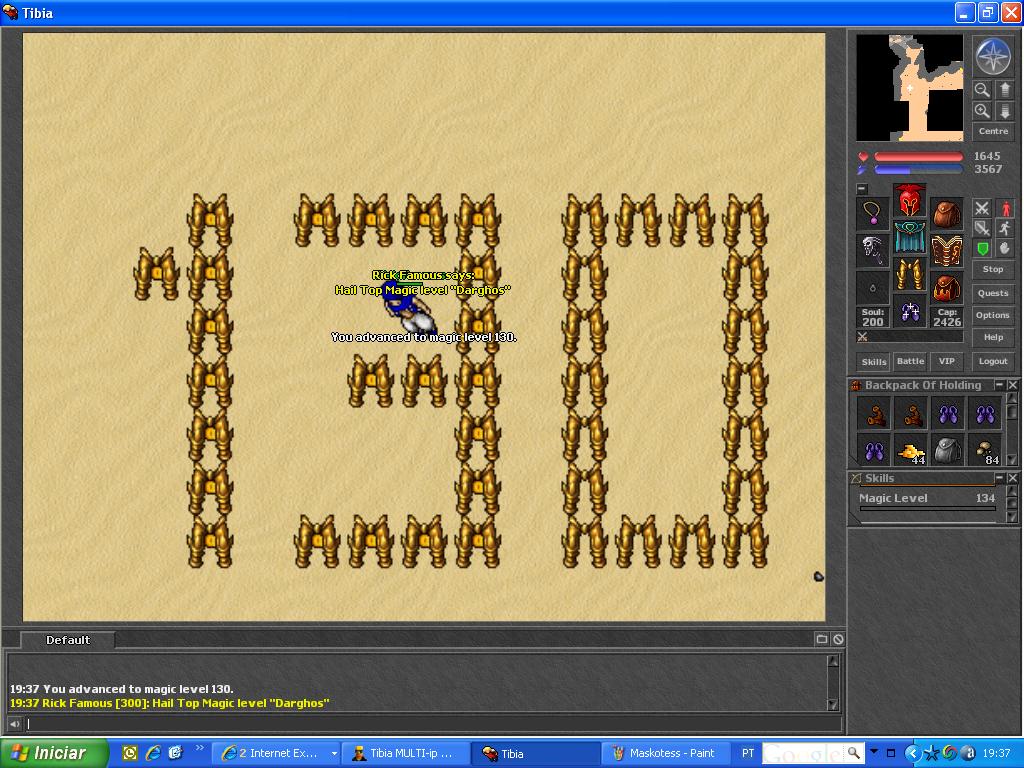 Tibia
Rick Famous says:
Hail Top Magic level "Darghos"
You advanced to magic level 130.
Centre
1645
3567
Soul:
200
Cap:
2426
Stop
Quests
Options
Help
Skills
Battle
VIP
Logout
Backpack Of Holding
44
84
Skills
Magic Level 134
Default
19:37 You advanced to magic level 130.
19:37 Rick Famous [300]: Hail Top Magic level "Darghos"
Iniciar
2 Internet Ex...
Tibia MULTI-ip ...
Tibia
Maskotess - Paint
PT
Google
19:37